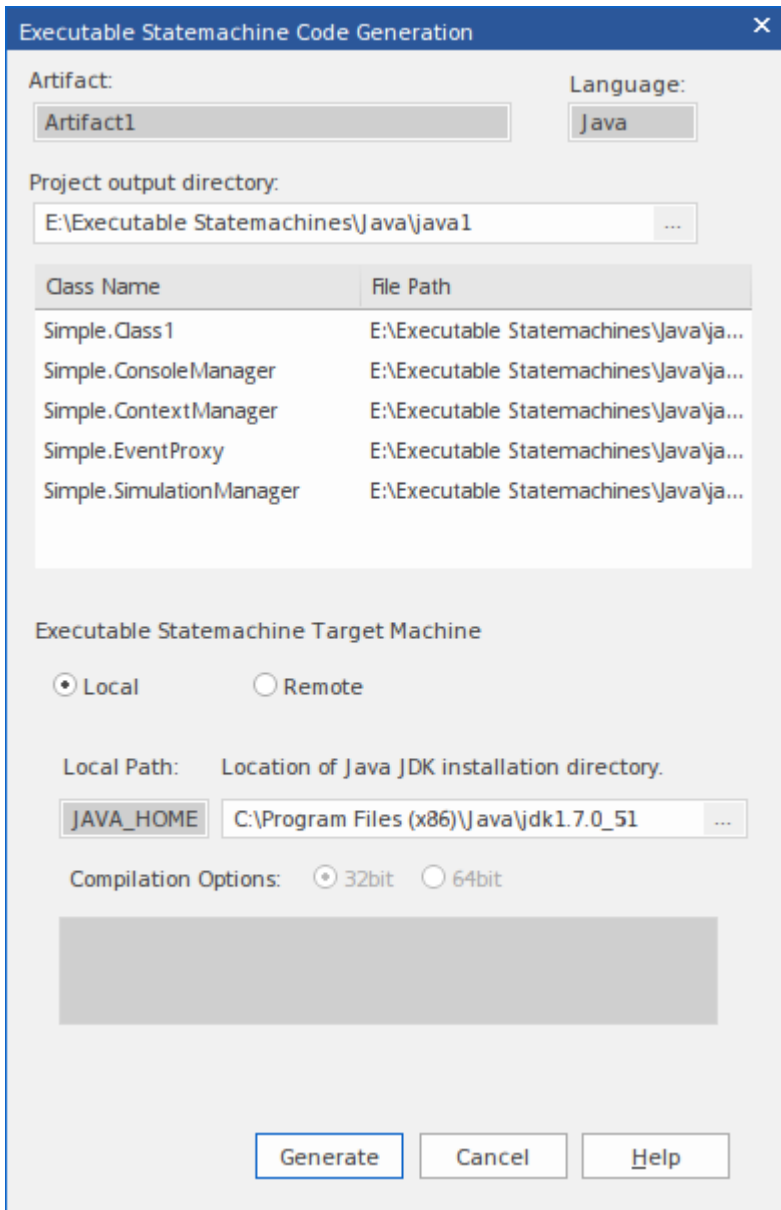 Executable Statemachine Code Generation
Artifact: Language:
Artifact1 Java
Project output directory:
E:\Executable Statemachines\Java\java1 ...
Class Name File Path
Simple.Class1 E:\Executable Statemachines\Java\ja...
Simple.ConsoleManager E:\Executable Statemachines\Java\ja...
Simple.ContextManager E:\Executable Statemachines\Java\ja...
Simple.EventProxy E:\Executable Statemachines\Java\ja...
Simple.SimulationManager E:\Executable Statemachines\Java\ja...
Executable Statemachine Target Machine
Local Remote
Local Path: Location of Java JDK installation directory.
JAVA_HOME C:\Program Files (x86)\Java\jdk1.7.0_51 ...
Compilation Options: 32bit 64bit
Generate Cancel Help